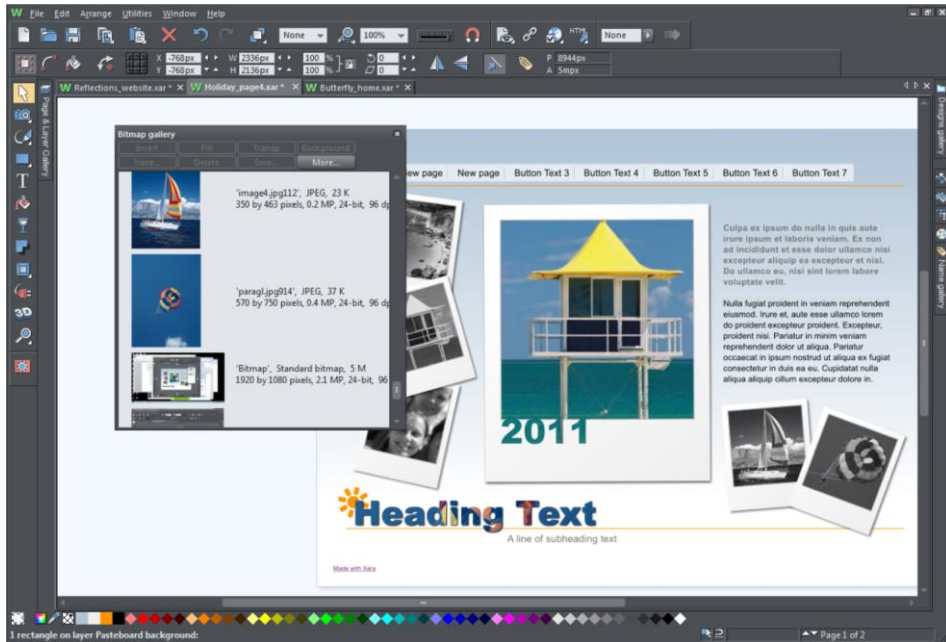 File Edit Arrange Utilities Window Help
None 100% HTML None
X -768px W 2336px 100 % 0 P 8944px
Y -768px H 2136px 100 % 0 A 5mpx
Reflections_website.xar * Holiday_page4.xar * Butterfly_home.xar *
Page & Layer Gallery
Designs gallery
Name gallery
Bitmap gallery
Insert Fill Transp Background
Trace... Delete Save... More...
'image4.jpg112', JPEG, 23 K
350 by 463 pixels, 0.2 MP, 24-bit, 96 dp
'paragl.jpg914', JPEG, 37 K
570 by 750 pixels, 0.4 MP, 24-bit, 96 dp
'Bitmap', Standard bitmap, 5 M
1920 by 1080 pixels, 2.1 MP, 24-bit, 96
ew page New page Button Text 3 Button Text 4 Button Text 5 Button Text 6 Button Text 7
Culpa ex ipsum do nulla in quis aute
irure ipsum et laboris veniam. Ex non
ad incididunt et esse dolor ullamco nisi
excepteur aliquip ea excepteur et nisi.
Do ullamco eu, nisi sint lorem labore
voluptate velit.
Nulla fugiat proident in veniam reprehenderit
eiusmod. Irure et, aute esse ullamco lorem
do proident excepteur proident. Excepteur,
proident nisi. Pariatur in minim veniam
reprehenderit dolor ut aliqua. Pariatur
occaecat in ipsum nostrud ut aliqua ex fugiat
consectetur in duis ea eu. Cupidatat nulla
aliqua aliquip cillum excepteur dolore in.
2011
Heading Text
A line of subheading text
Made with Xara
T
3D
1 rectangle on layer Pasteboard background:
Page 1 of 2